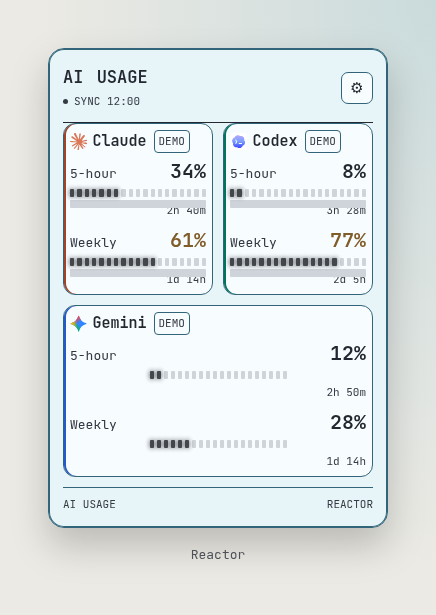 AI USAGE
SYNC 12:00
Claude DEMO
5-hour 34%
2h 40m
Weekly 61%
1d 14h
Codex DEMO
5-hour 8%
3h 28m
Weekly 77%
2d 5h
Gemini DEMO
5-hour 12%
2h 50m
Weekly 28%
1d 14h
AI USAGE REACTOR
Reactor